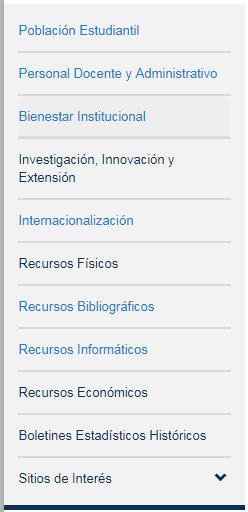 Población Estudiantil
Personal Docente y Administrativo
Bienestar Institucional
Investigación, Innovación y
Extensión
Internacionalización
Recursos Físicos
Recursos Bibliográficos
Recursos Informáticos
Recursos Económicos
Boletines Estadísticos Históricos
Sitios de Interés